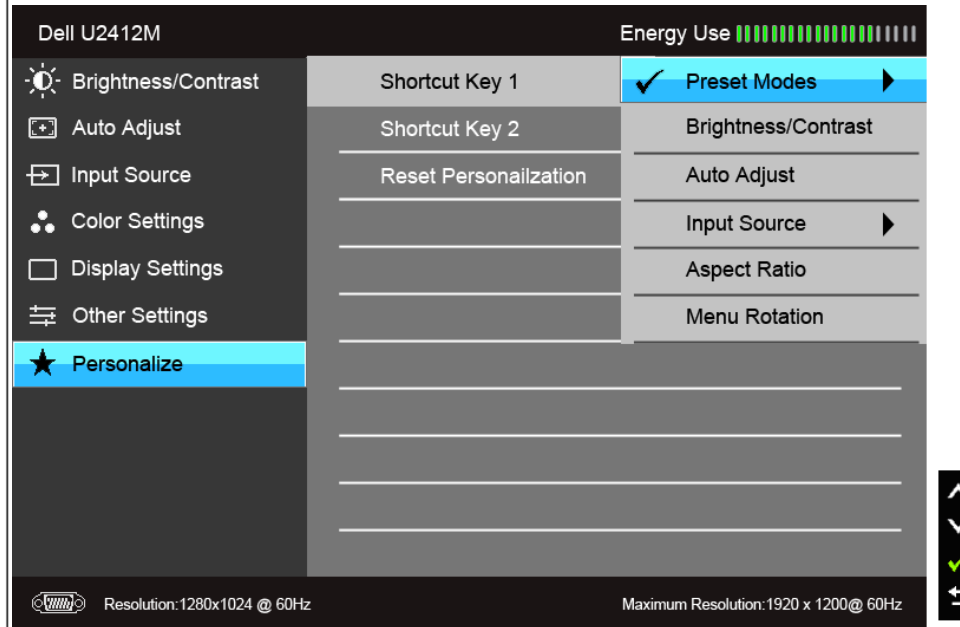 Dell U2412M
Energy Use
Brightness/Contrast
Auto Adjust
Input Source
Color Settings
Display Settings
Other Settings
Personalize
Shortcut Key 1
Shortcut Key 2
Reset Personailzation
Preset Modes
Brightness/Contrast
Auto Adjust
Input Source
Aspect Ratio
Menu Rotation
Resolution:1280x1024 @ 60Hz
Maximum Resolution:1920 x 1200@ 60Hz